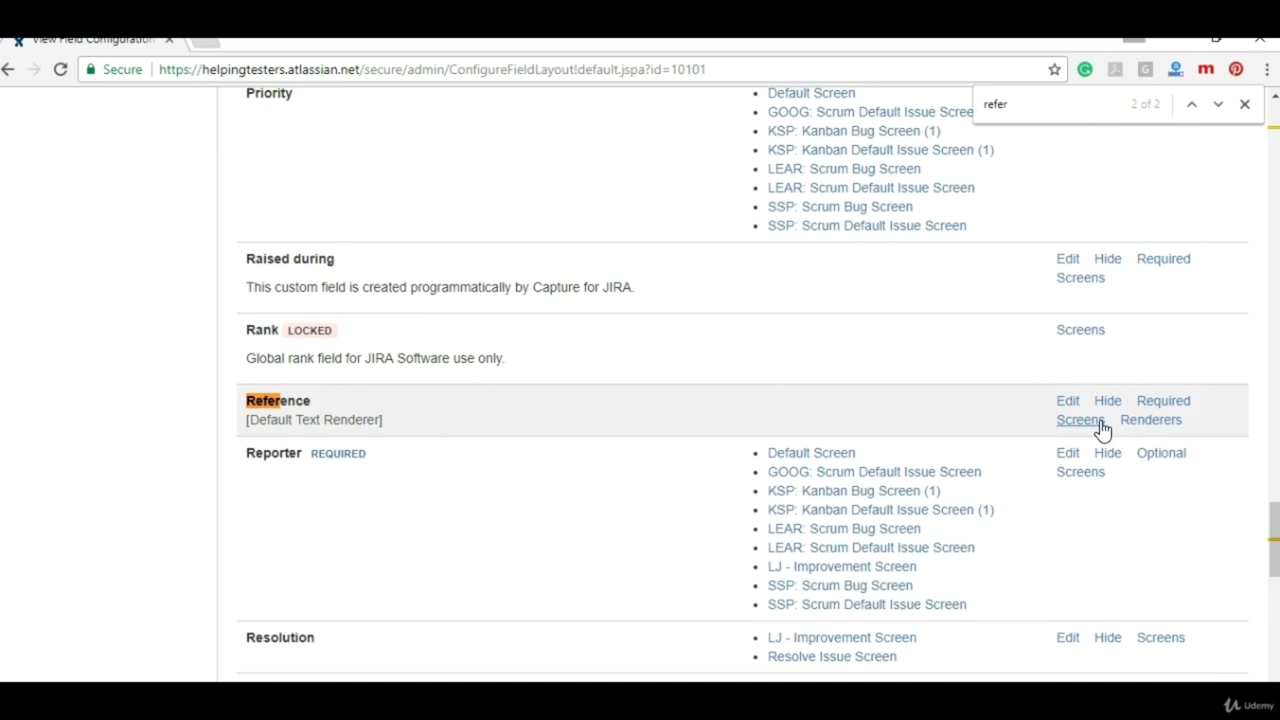 View Field Configuration
Secure https://helpingtesters.atlassian.net/secure/admin/ConfigureFieldLayout!default.jspa?id=10101
refer 2 of 2
Priority
• Default Screen
• GOOG: Scrum Default Issue Scree
• KSP: Kanban Bug Screen (1)
• KSP: Kanban Default Issue Screen (1)
• LEAR: Scrum Bug Screen
• LEAR: Scrum Default Issue Screen
• SSP: Scrum Bug Screen
• SSP: Scrum Default Issue Screen
Raised during Edit Hide Required
Screens
This custom field is created programmatically by Capture for JIRA.
Rank LOCKED Screens
Global rank field for JIRA Software use only.
Reference Edit Hide Required
[Default Text Renderer] Screens Renderers
Reporter REQUIRED • Default Screen Edit Hide Optional
• GOOG: Scrum Default Issue Screen Screens
• KSP: Kanban Bug Screen (1)
• KSP: Kanban Default Issue Screen (1)
• LEAR: Scrum Bug Screen
• LEAR: Scrum Default Issue Screen
• LJ - Improvement Screen
• SSP: Scrum Bug Screen
• SSP: Scrum Default Issue Screen
Resolution • LJ - Improvement Screen Edit Hide Screens
• Resolve Issue Screen
Udemy